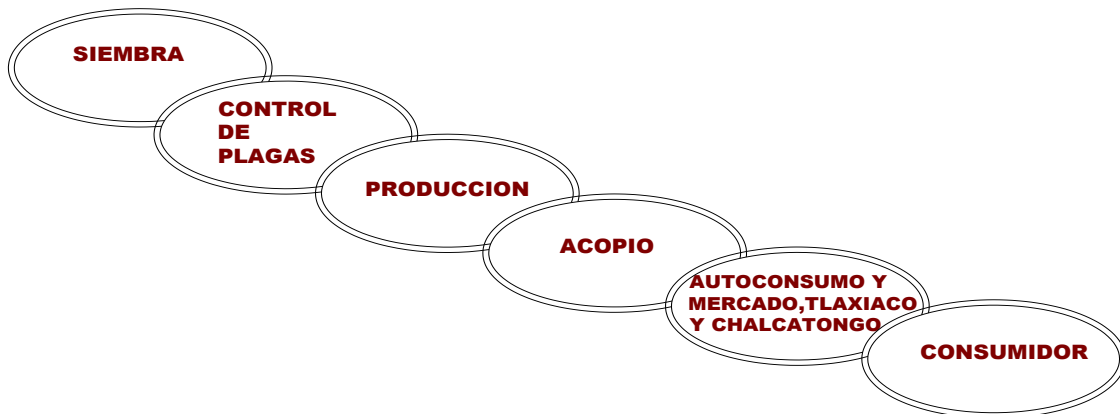 SIEMBRA
CONTROL
DE
PLAGAS
PRODUCCION
ACOPIO
AUTOCONSUMO Y
MERCADO,TLAXIACO
Y CHALCATONGO
CONSUMIDOR